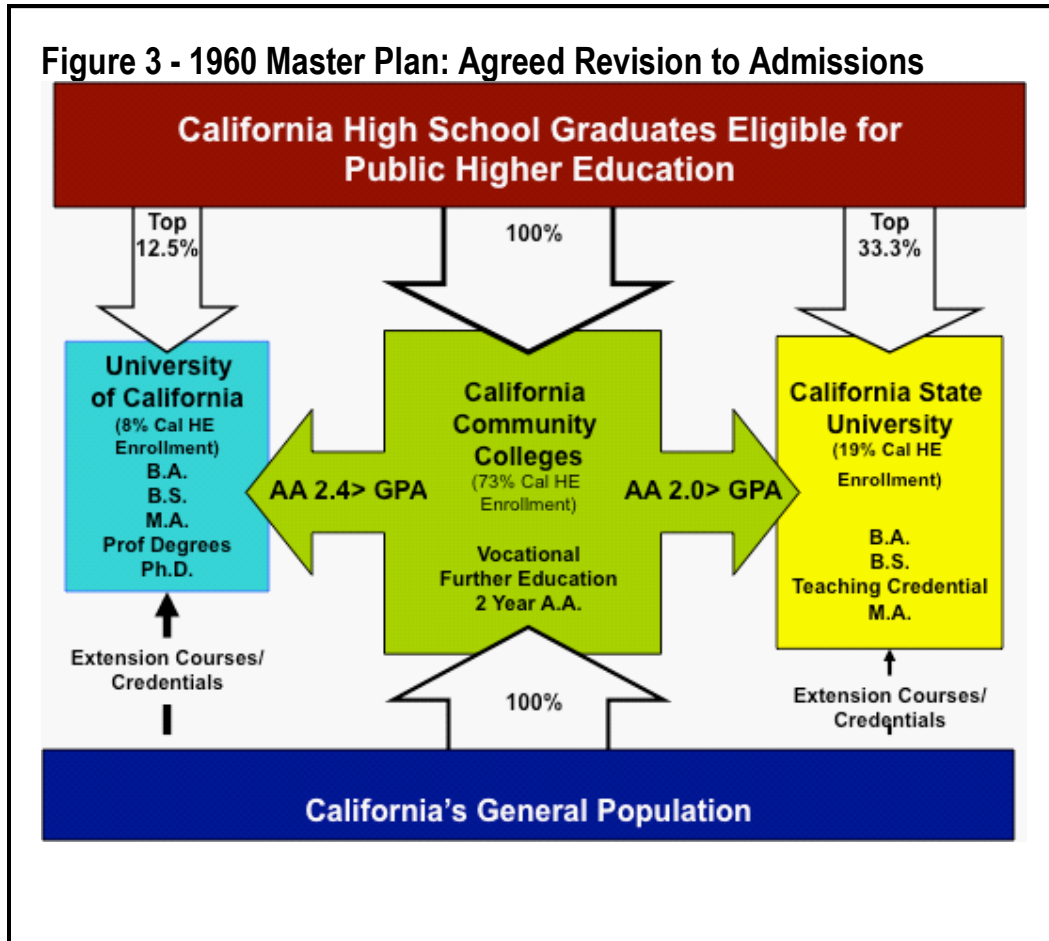 Figure 3 - 1960 Master Plan: Agreed Revision to Admissions
California High School Graduates Eligible for
Public Higher Education
Top
12.5%
100%
Top
33.3%
University
of California
(8% Cal HE
Enrollment)
B.A.
B.S.
M.A.
Prof Degrees
Ph.D.
AA 2.4> GPA
California
Community
Colleges
(73% Cal HE
Enrollment)
Vocational
Further Education
2 Year A.A.
AA 2.0> GPA
California State
University
(19% Cal HE
Enrollment)
B.A.
B.S.
Teaching Credential
M.A.
Extension Courses/
Credentials
100%
Extension Courses/
Credentials
California's General Population